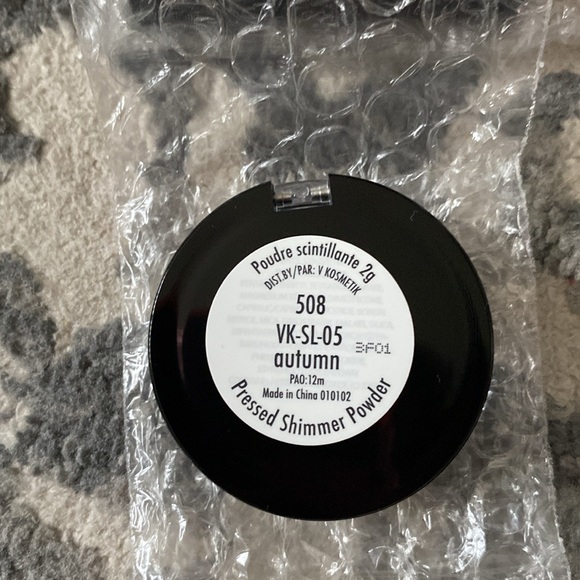 Poudre scintillante 2g
DIST.BY/PAR: V KOSMETIK
508
VK-SL-05
3F01
autumn
PAO:12m
Made in China 010102
Pressed Shimmer Powder